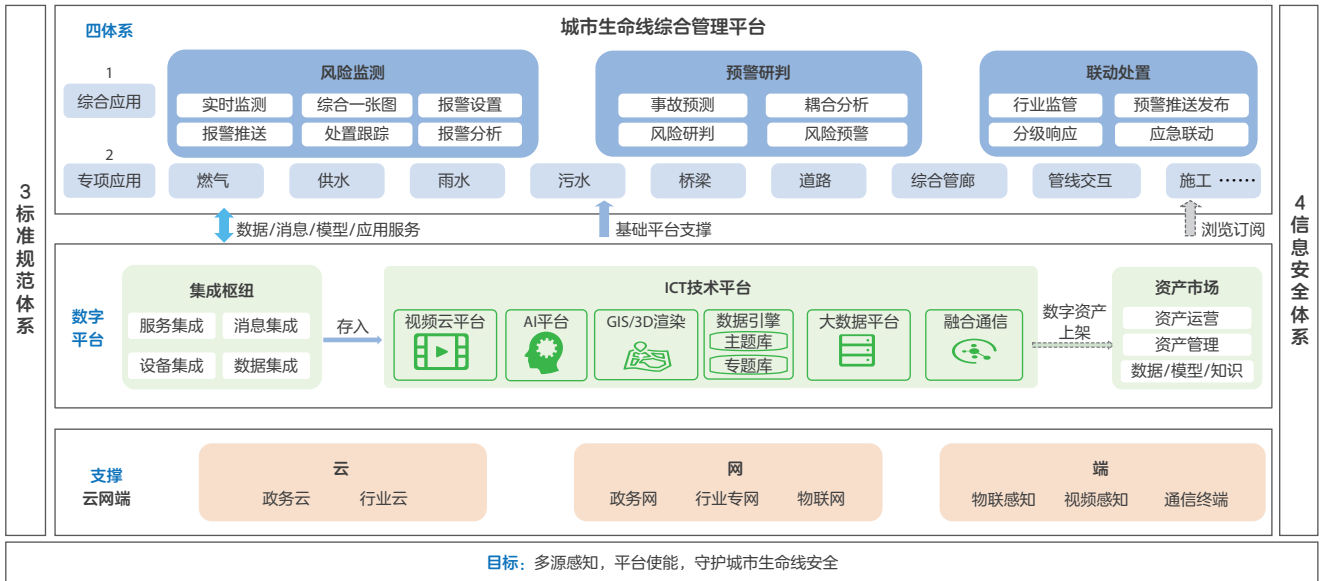 城市生命线综合管理平台
四体系
1
综合应用
风险监测
实时监测 综合一张图 报警设置
报警推送 处置跟踪 报警分析
预警研判
事故预测 耦合分析
风险研判 风险预警
联动处置
行业监管 预警推送发布
分级响应 应急联动
2
专项应用
燃气 供水 雨水 污水 桥梁 道路 综合管廊 管线交互 施工 ······
3
标
准
规
范
体
系
4
信
息
安
全
体
系
数据/消息/模型/应用服务
基础平台支撑
浏览订阅
数字
平台
集成枢纽
服务集成 消息集成
设备集成 数据集成
存入
ICT技术平台
视频云平台
AI平台
GIS/3D渲染
数据引擎
主题库
专题库
大数据平台
融合通信
数字资产
上架
资产市场
资产运营
资产管理
数据/模型/知识
支撑
云网端
云
政务云 行业云
网
政务网 行业专网 物联网
端
物联感知 视频感知 通信终端
目标：多源感知，平台使能，守护城市生命线安全